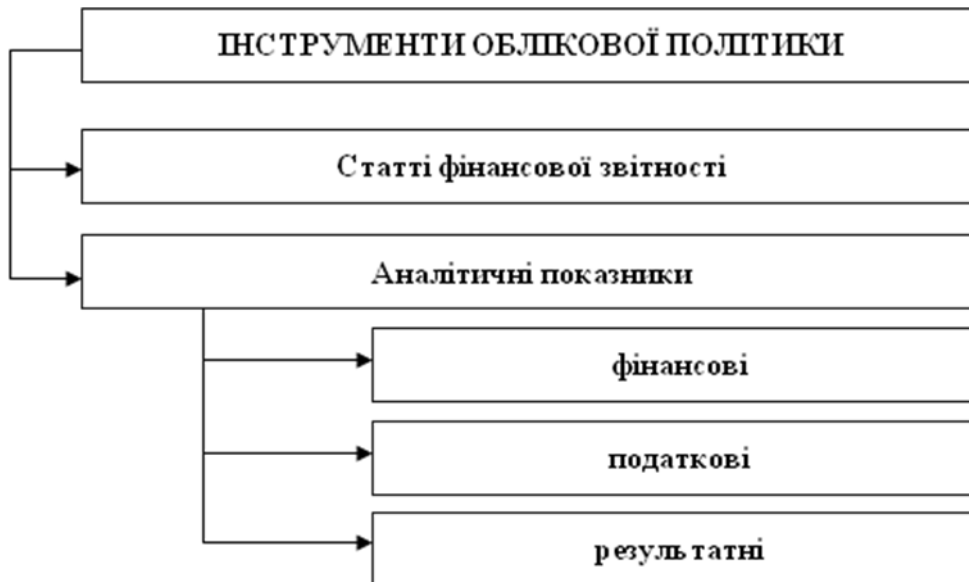 ІНСТРУМЕНТИ ОБЛІКОВОЇ ПОЛІТИКИ
Статті фінансової звітності
Аналітичні показники
фінансові
податкові
результатні